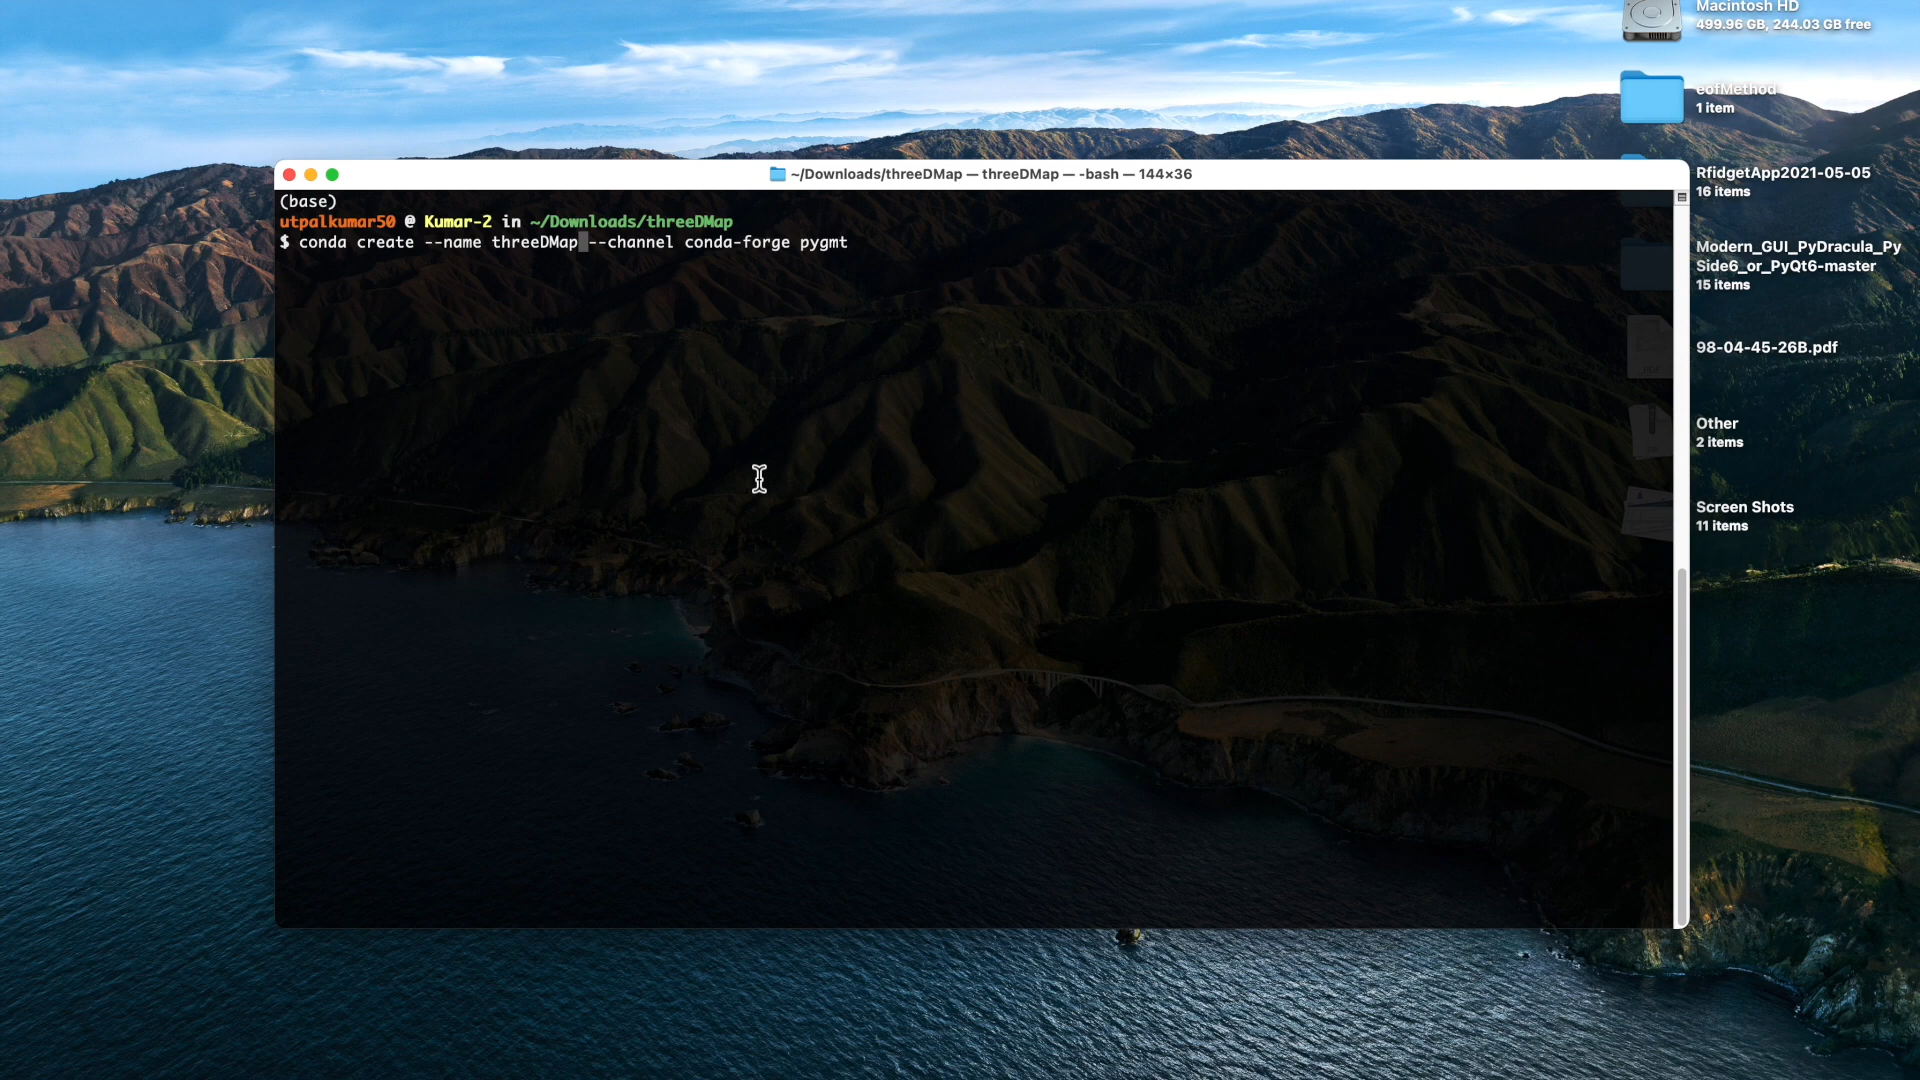 Macintosh HD
499.96 GB, 244.03 GB free
eofMethod
1 item
~/Downloads/threeDMap — threeDMap — -bash — 144×36
RfidgetApp2021-05-05
16 items
(base)
utpalkumar50 @ Kumar-2 in ~/Downloads/threeDMap
$ conda create --name threeDMap --channel conda-forge pygmt
Modern_GUI_PyDracula_Py
Side6_or_PyQt6-master
15 items
98-04-45-26B.pdf
Other
2 items
Screen Shots
11 items